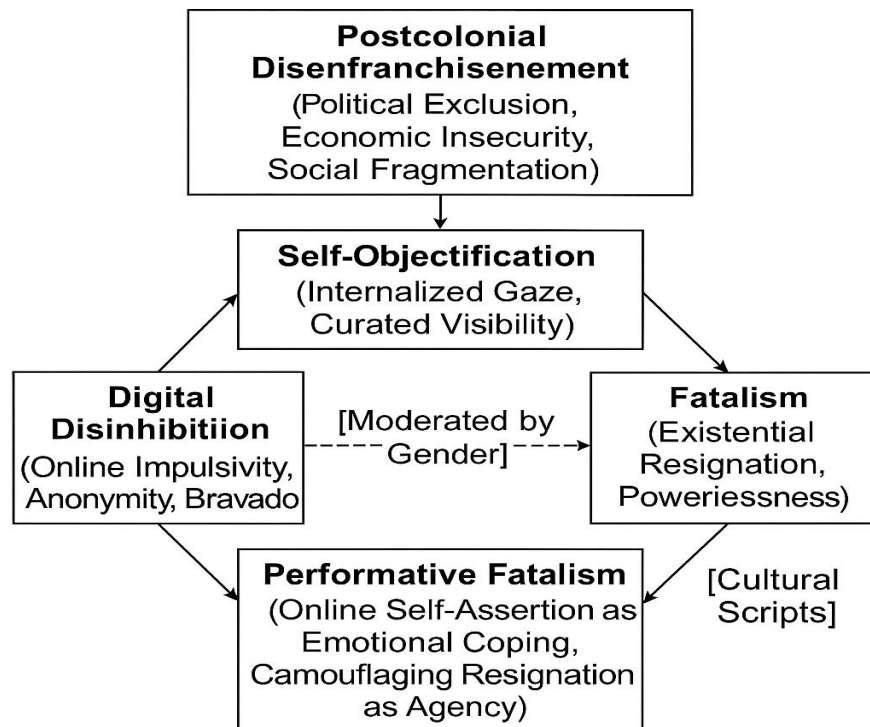 Postcolonial
Disenfranchisenement
(Political Exclusion,
Economic Insecurity,
Social Fragmentation)
Self-Objectification
(Internalized Gaze,
Curated Visibility)
Digital
Disinhibitiion
(Online Impulsivity,
Anonymity, Bravado
[Moderated by
Gender]
Fatalism
(Existential
Resignation,
Poweriessness)
Performative Fatalism
(Online Self-Assertion as
Emotional Coping,
Camouflaging Resignation
as Agency)
[Cultural
Scripts]